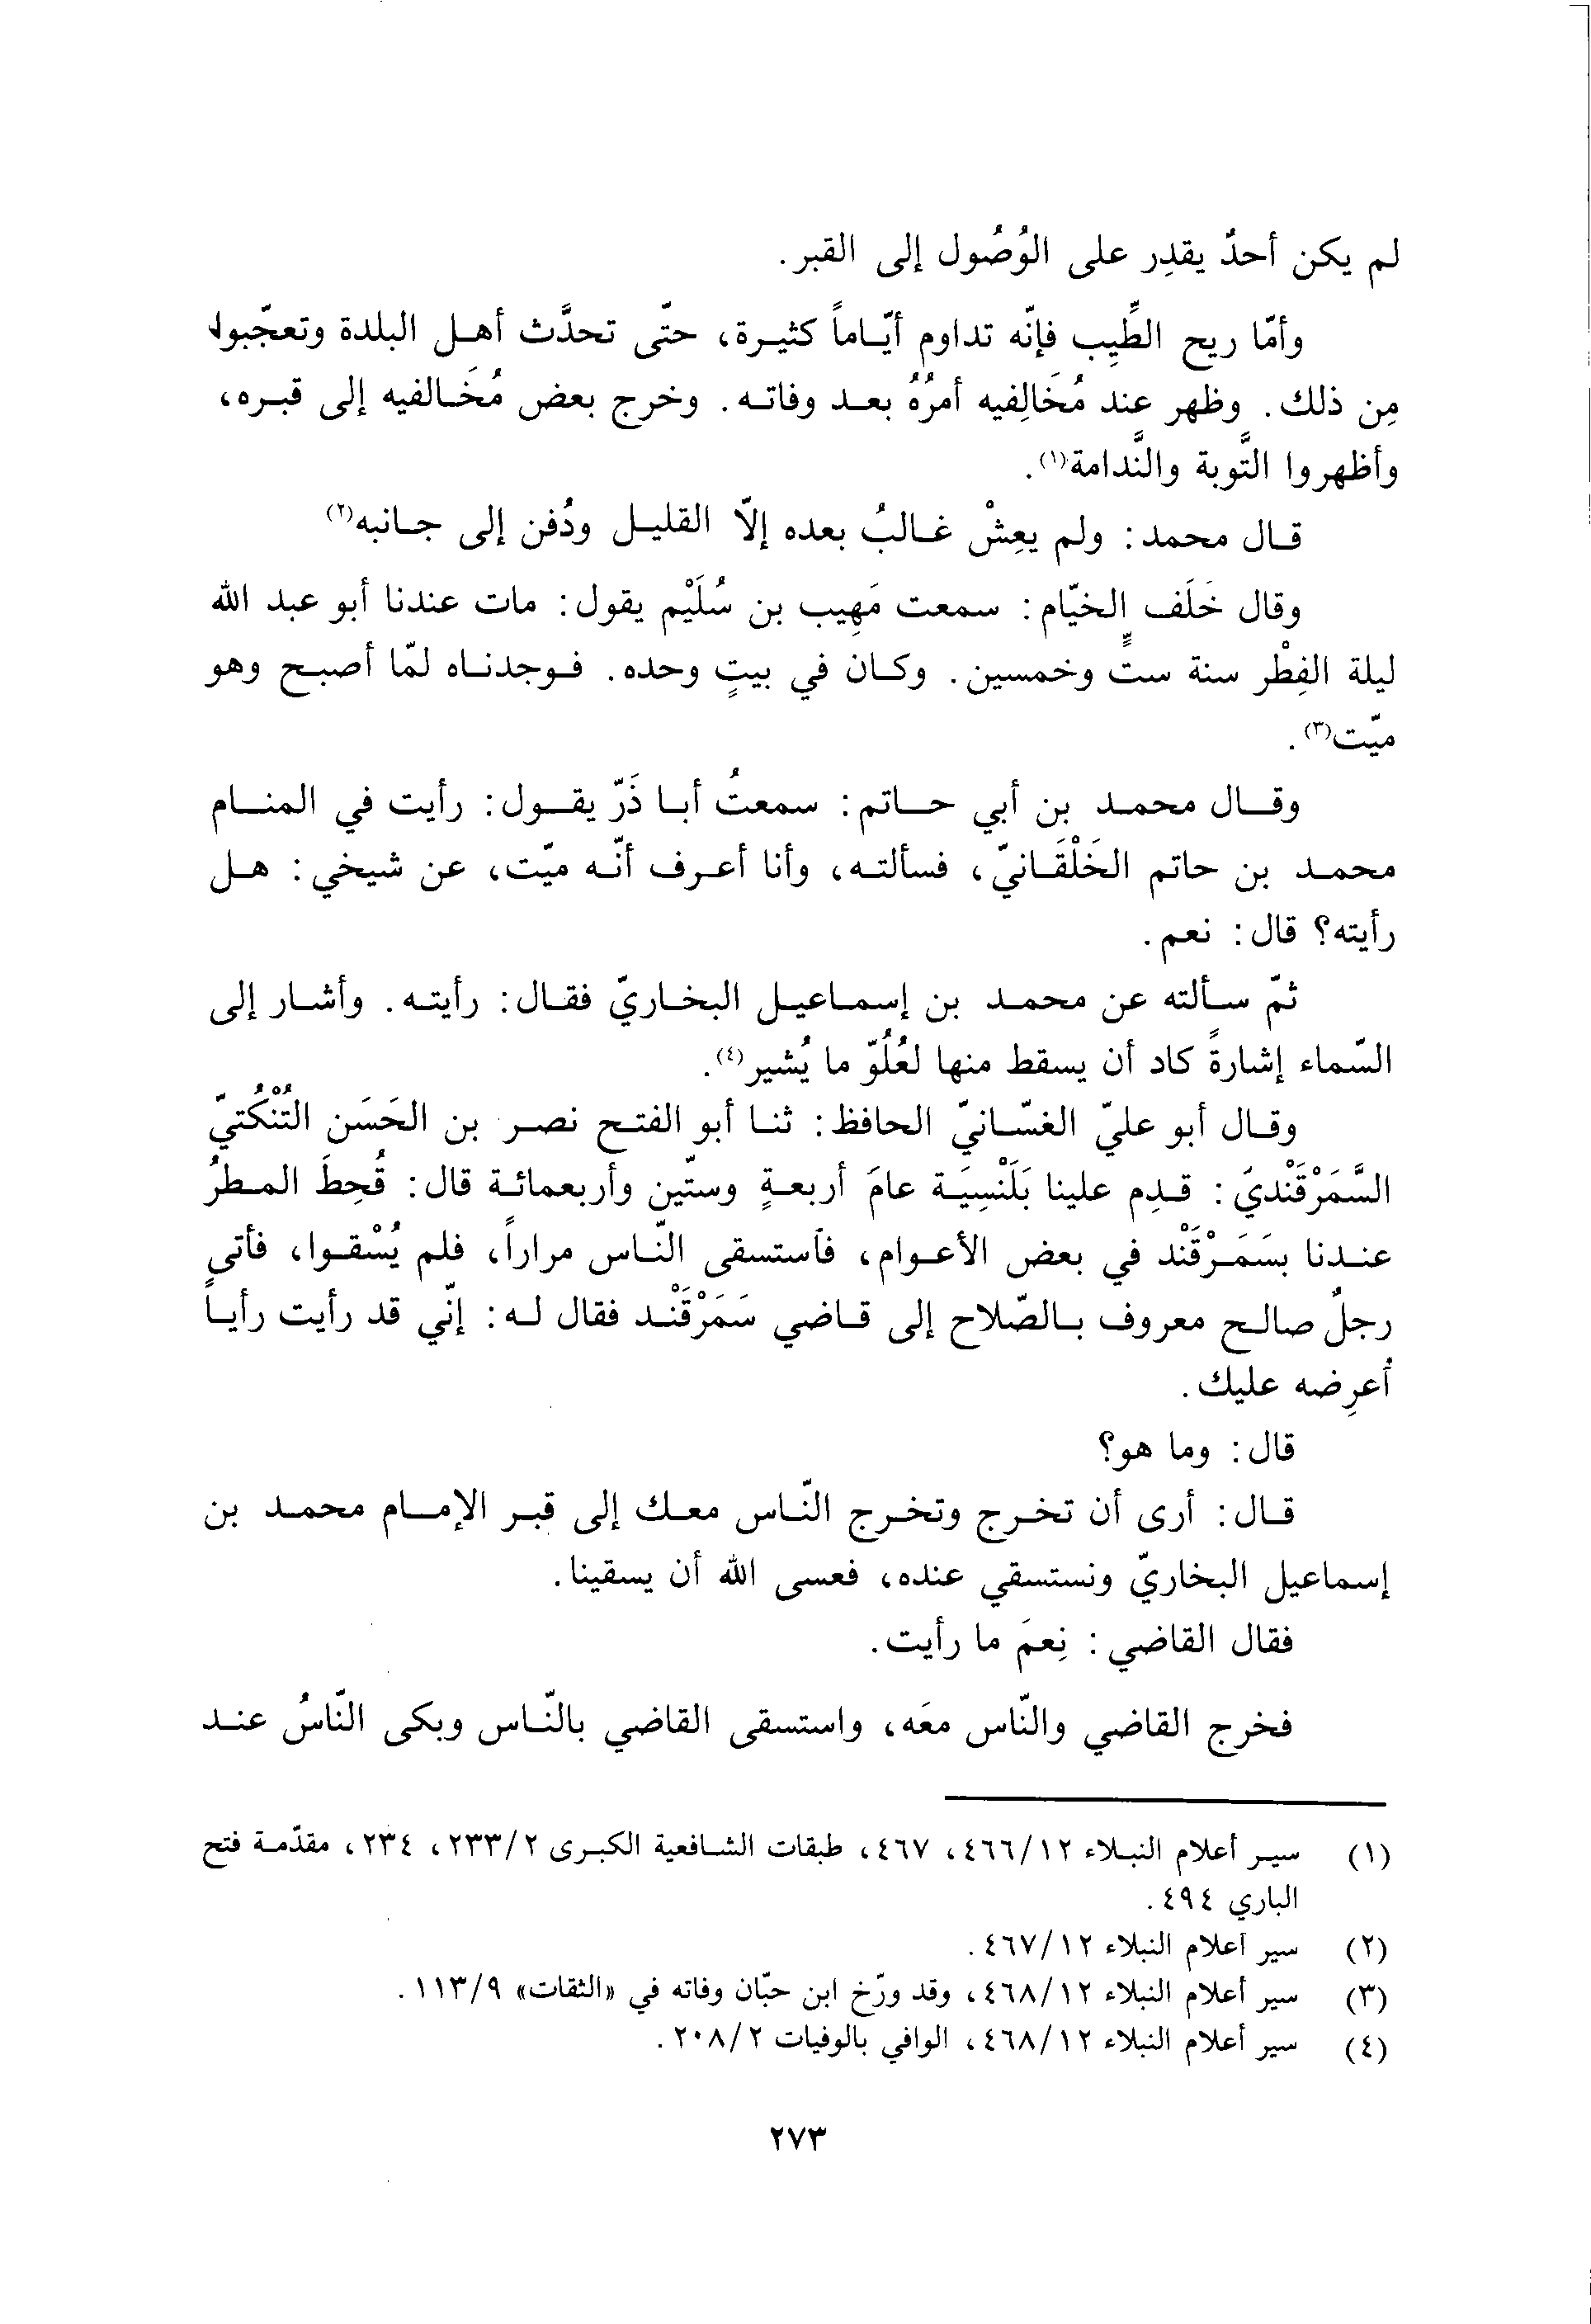 لم يكن أحدٌ يقدِر على الوُصُول إلى القبر.
وأمّا ريح الطِّيِب فإنّه تداوم أيّاماً كثيرة، حتّى تحدَّث أهل البلدة وتعجّبوا
مِن ذلك. وظهر عند مُخَالِفيه أمرُهُ بعد وفاته. وخرج بعض مُخَالفيه إلى قبره،
وأظهروا التَّوبة والنَّدامة(١).
قال محمد: ولم يعِشْ غالبُ بعده إلاّ القليل ودُفن إلى جانبه(٢)
وقال خَلَف الخيّام: سمعت مَهِيب بن سُلَيْم يقول: مات عندنا أبو عبد الله
ليلة الفِطْر سنة ستٍّ وخمسين. وكان في بيتٍ وحده. فوجدناه لمّا أصبح وهو
ميّت(٣).
وقال محمد بن أبي حاتم: سمعتُ أبا ذَرّ يقول: رأيت في المنام
محمد بن حاتم الخَلْقَانيّ، فسألته، وأنا أعرف أنّه ميّت، عن شيخي: هل
رأيته؟ قال: نعم.
ثمّ سألته عن محمد بن إسماعيل البخاريّ فقال: رأيته. وأشار إلى
السّماء إشارةً كاد أن يسقط منها لعُلُوّ ما يُشير(٤).
وقال أبو عليّ الغسّانيّ الحافظ: ثنا أبو الفتح نصر بن الحَسَن التُنْكُتيّ
السَّمَرْقَنْديّ: قدِم علينا بَلَنْسِيَة عامَ أربعةٍ وستّين وأربعمائة قال: قُحِطَ المطرُ
عندنا بسَمَرْقَنْد في بعض الأعوام، فاستسقى النّاس مراراً، فلم يُسْقوا، فأتى
رجلٌ صالح معروف بالصّلاح إلى قاضي سَمَرْقَنْد فقال له: إنّي قد رأيت رأياً
أُعرِضه عليك.
قال: وما هو؟
قال: أرى أن تخرج وتخرج النّاس معك إلى قبر الإمام محمد بن
إسماعيل البخاريّ ونستسقي عنده، فعسى الله أن يسقينا.
فقال القاضي: نِعمَ ما رأيت.
فخرج القاضي والنّاس معَه، واستسقى القاضي بالنّاس وبكى النّاسُ عند
(١) سير أعلام النبلاء ٤٦٦/١٢، ٤٦٧، طبقات الشافعية الكبرى ٢٣٣/٢، ٢٣٤، مقدّمة فتح
الباري ٤٩٤.
(٢) سير أعلام النبلاء ٤٦٧/١٢.
(٣) سير أعلام النبلاء ٤٦٨/١٢، وقد ورّخ ابن حبّان وفاته في «الثقات» ١١٣/٩.
(٤) سير أعلام النبلاء ٤٦٨/١٢، الوافي بالوفيات ٢٠٨/٢.
٢٧٣